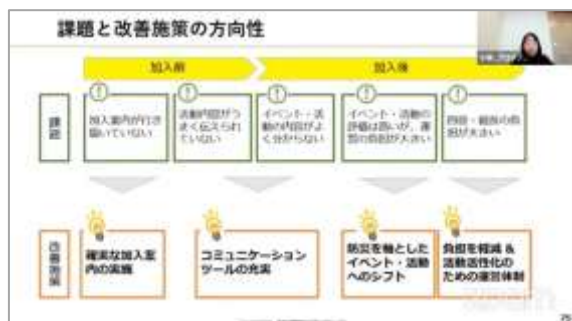 課題と改善施策の方向性
加入前
加入後
課題
加入案内が行き
届いていない
活動内容がう
まく伝えられ
ていない
イベント・活
動の内容がよ
く分からない
イベント・活動の
評価は高いが、運
営の負担が大きい
役員・組長の負
担が大きい
改善施策
確実な加入案
内の実施
コミュニケーション
ツールの充実
防災を軸とした
イベント・活動
へのシフト
負担を軽減 &
活動活性化の
ための運営体制